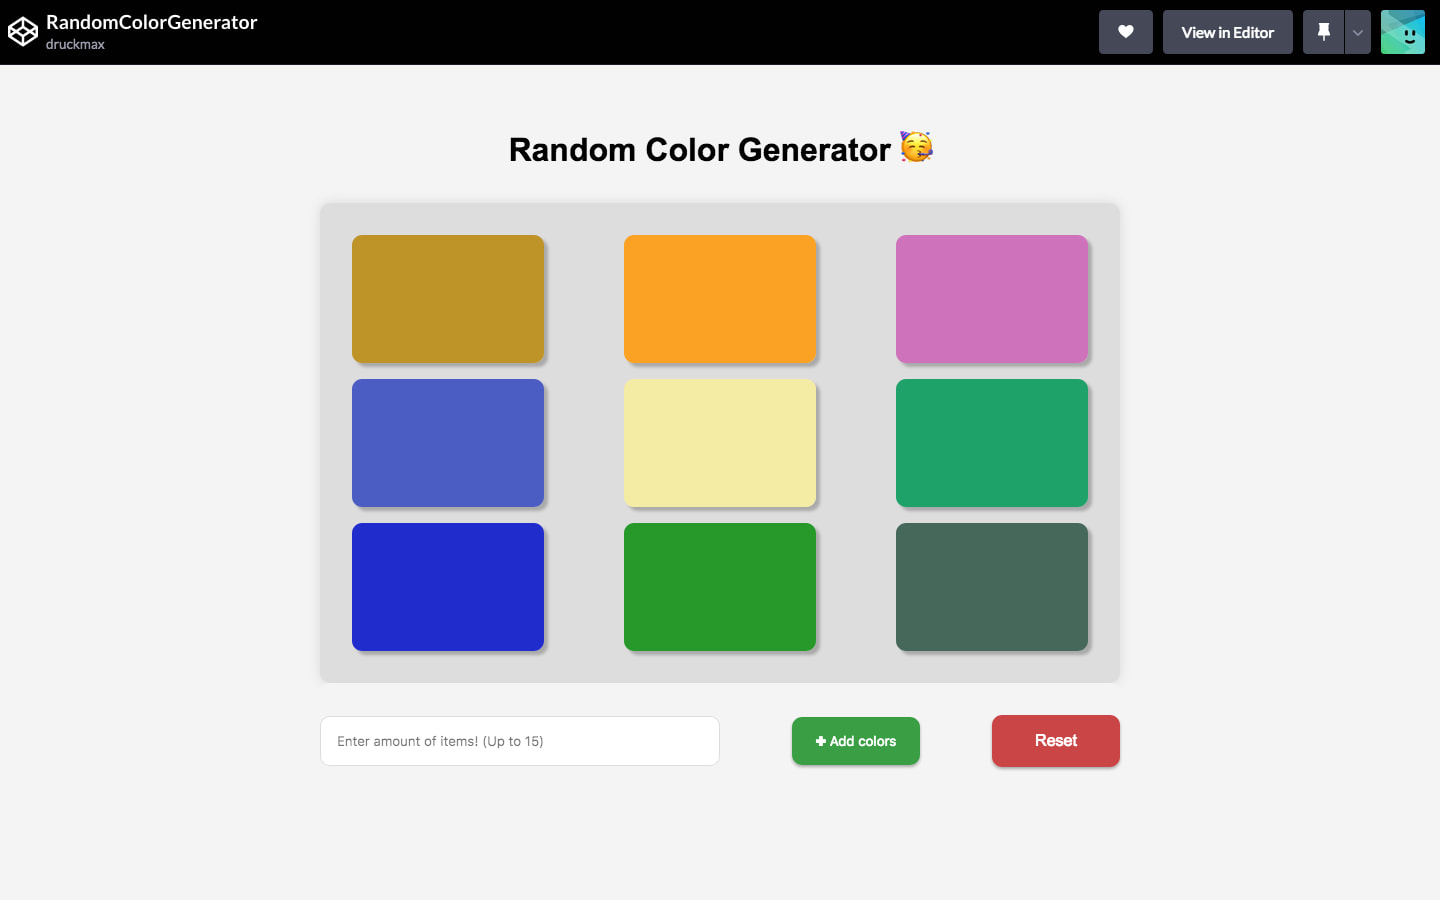 RandomColorGenerator
druckmax
View in Editor
Random Color Generator 🥳
Enter amount of items! (Up to 15)
Add colors
Reset